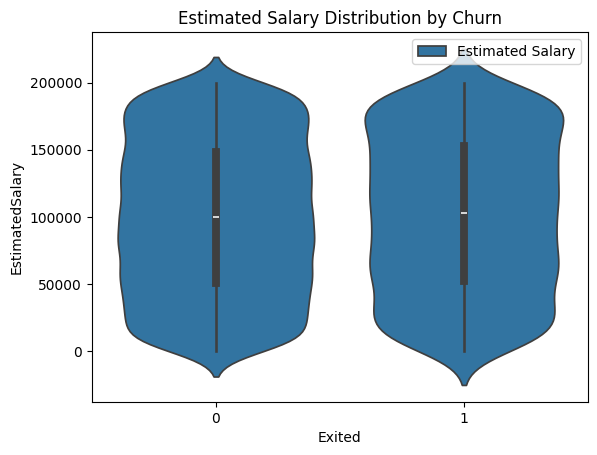 Estimated Salary Distribution by Churn
Estimated Salary
EstimatedSalary
200000
150000
100000
50000
0
0
1
Exited